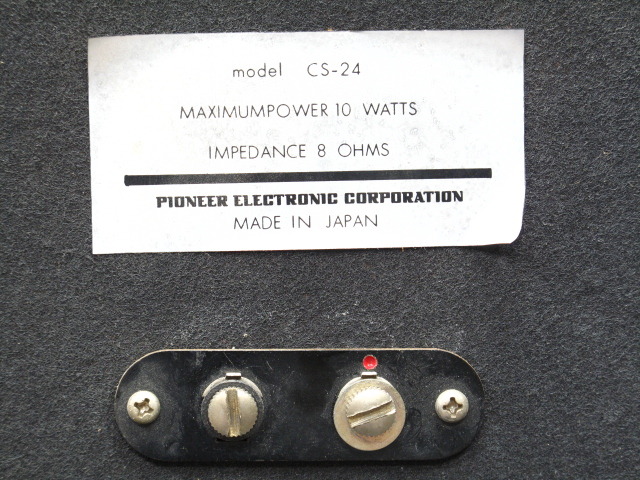 model CS-24
MAXIMUMPOWER 10 WATTS
IMPEDANCE 8 OHMS
PIONEER ELECTRONIC CORPORATION
MADE IN JAPAN